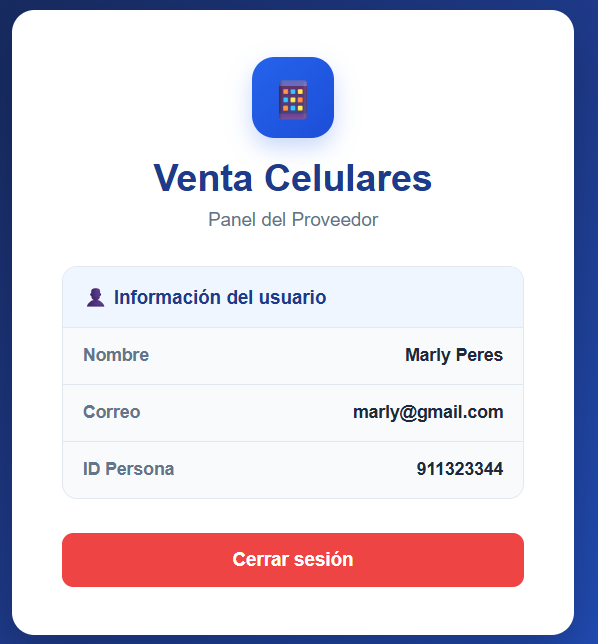 Venta Celulares
Panel del Proveedor
Información del usuario
Nombre Marly Peres
Correo marly@gmail.com
ID Persona 911323344
Cerrar sesión